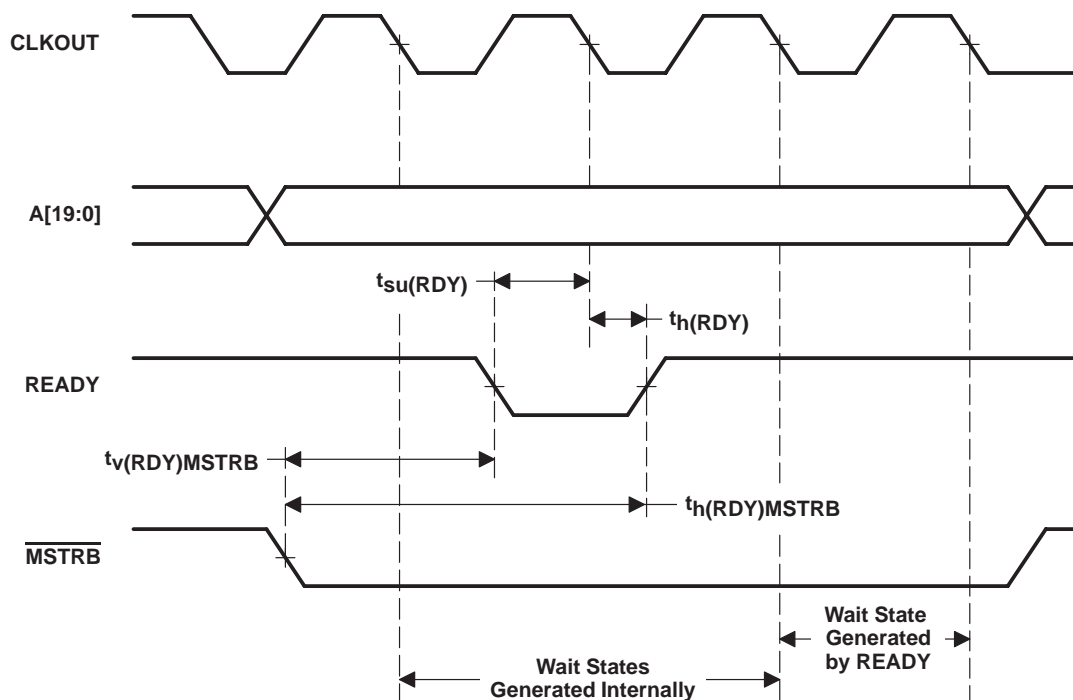 CLKOUT
A[19:0]
tsu(RDY)
th(RDY)
READY
tv(RDY)MSTRB
th(RDY)MSTRB
MSTRB
Wait State
Generated
by READY
Wait States
Generated Internally